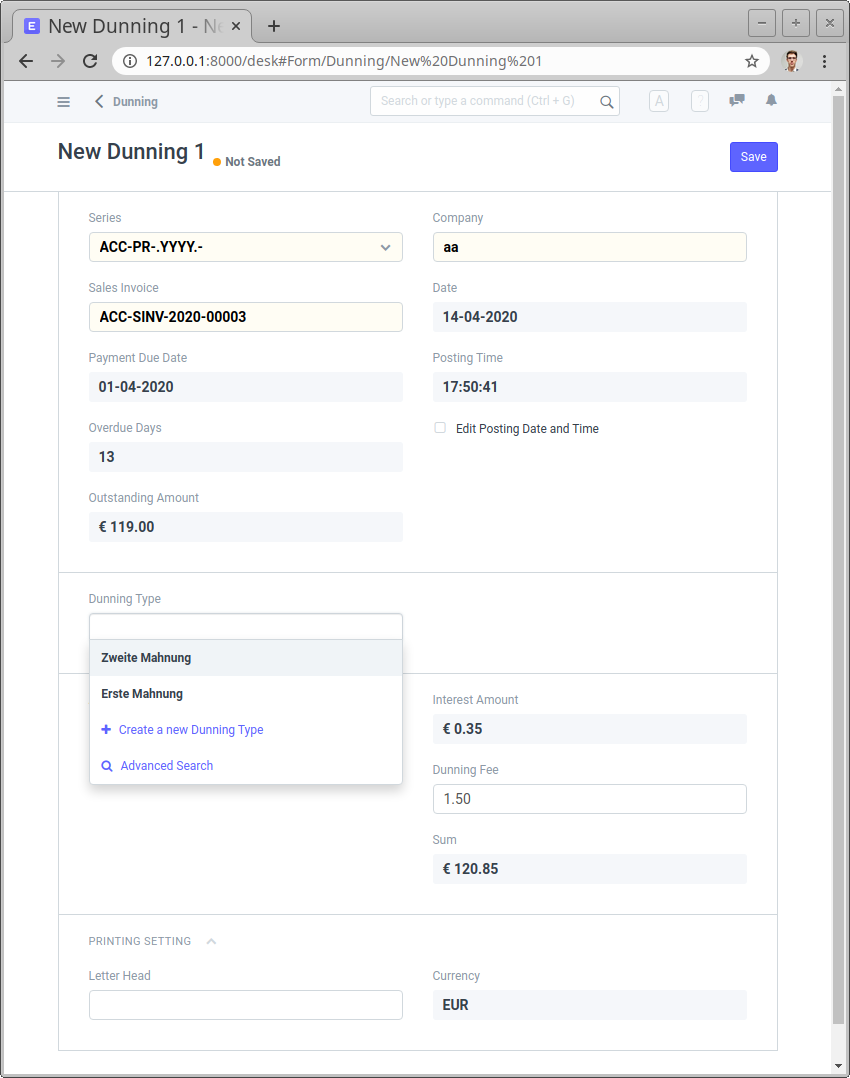 New Dunning 1 - Ne
127.0.0.1:8000/desk#Form/Dunning/New%20Dunning%201
Dunning
Search or type a command (Ctrl + G)
A
?
New Dunning 1
Not Saved
Save
Series
ACC-PR-.YYYY.-
Company
aa
Sales Invoice
ACC-SINV-2020-00003
Date
14-04-2020
Payment Due Date
01-04-2020
Posting Time
17:50:41
Overdue Days
13
Edit Posting Date and Time
Outstanding Amount
€ 119.00
Dunning Type
Zweite Mahnung
Erste Mahnung
Create a new Dunning Type
Advanced Search
Interest Amount
€ 0.35
Dunning Fee
1.50
Sum
€ 120.85
PRINTING SETTING
Letter Head
Currency
EUR